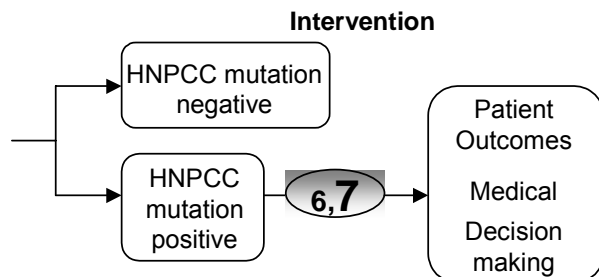 Intervention
HNPCC mutation
negative
HNPCC
mutation
positive
6,7
Patient
Outcomes
Medical
Decision
making